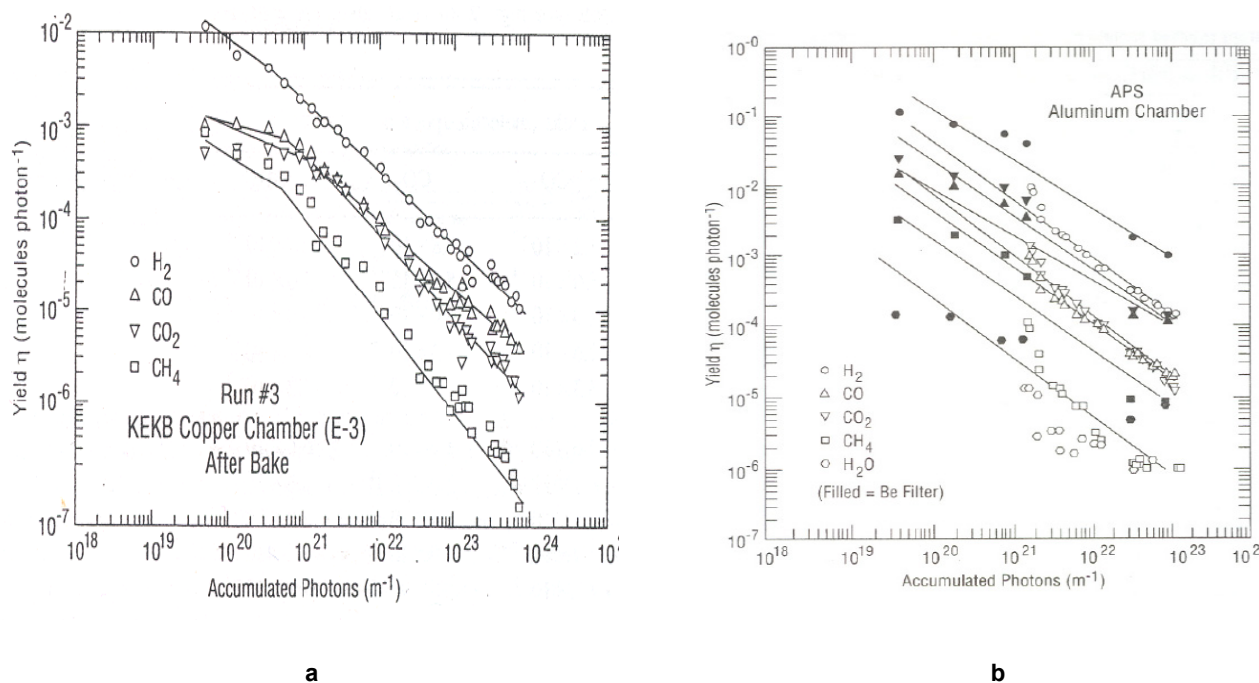 10^-2
10^-3
10^-4
10^-5
10^-6
10^-7
Yield η (molecules photon^-1)
H2
CO
CO2
CH4
Run #3
KEKB Copper Chamber (E-3)
After Bake
10^18 10^19 10^20 10^21 10^22 10^23 10^24
Accumulated Photons (m^-1)
a
10^-0
10^-1
10^-2
10^-3
10^-4
10^-5
10^-6
10^-7
Yield η (molecules photon^-1)
APS
Aluminum Chamber
H2
CO
CO2
CH4
H2O
(Filled = Be Filter)
10^18 10^19 10^20 10^21 10^22 10^23
Accumulated Photons (m^-1)
b